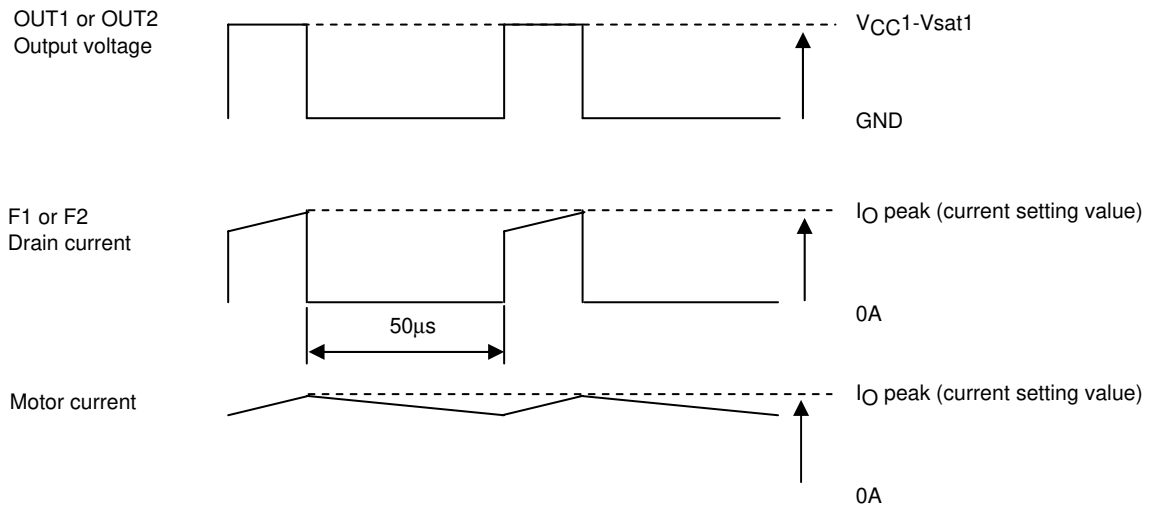 OUT1 or OUT2
Output voltage
VCC1-Vsat1
GND
F1 or F2
Drain current
IO peak (current setting value)
0A
50μs
Motor current
IO peak (current setting value)
0A